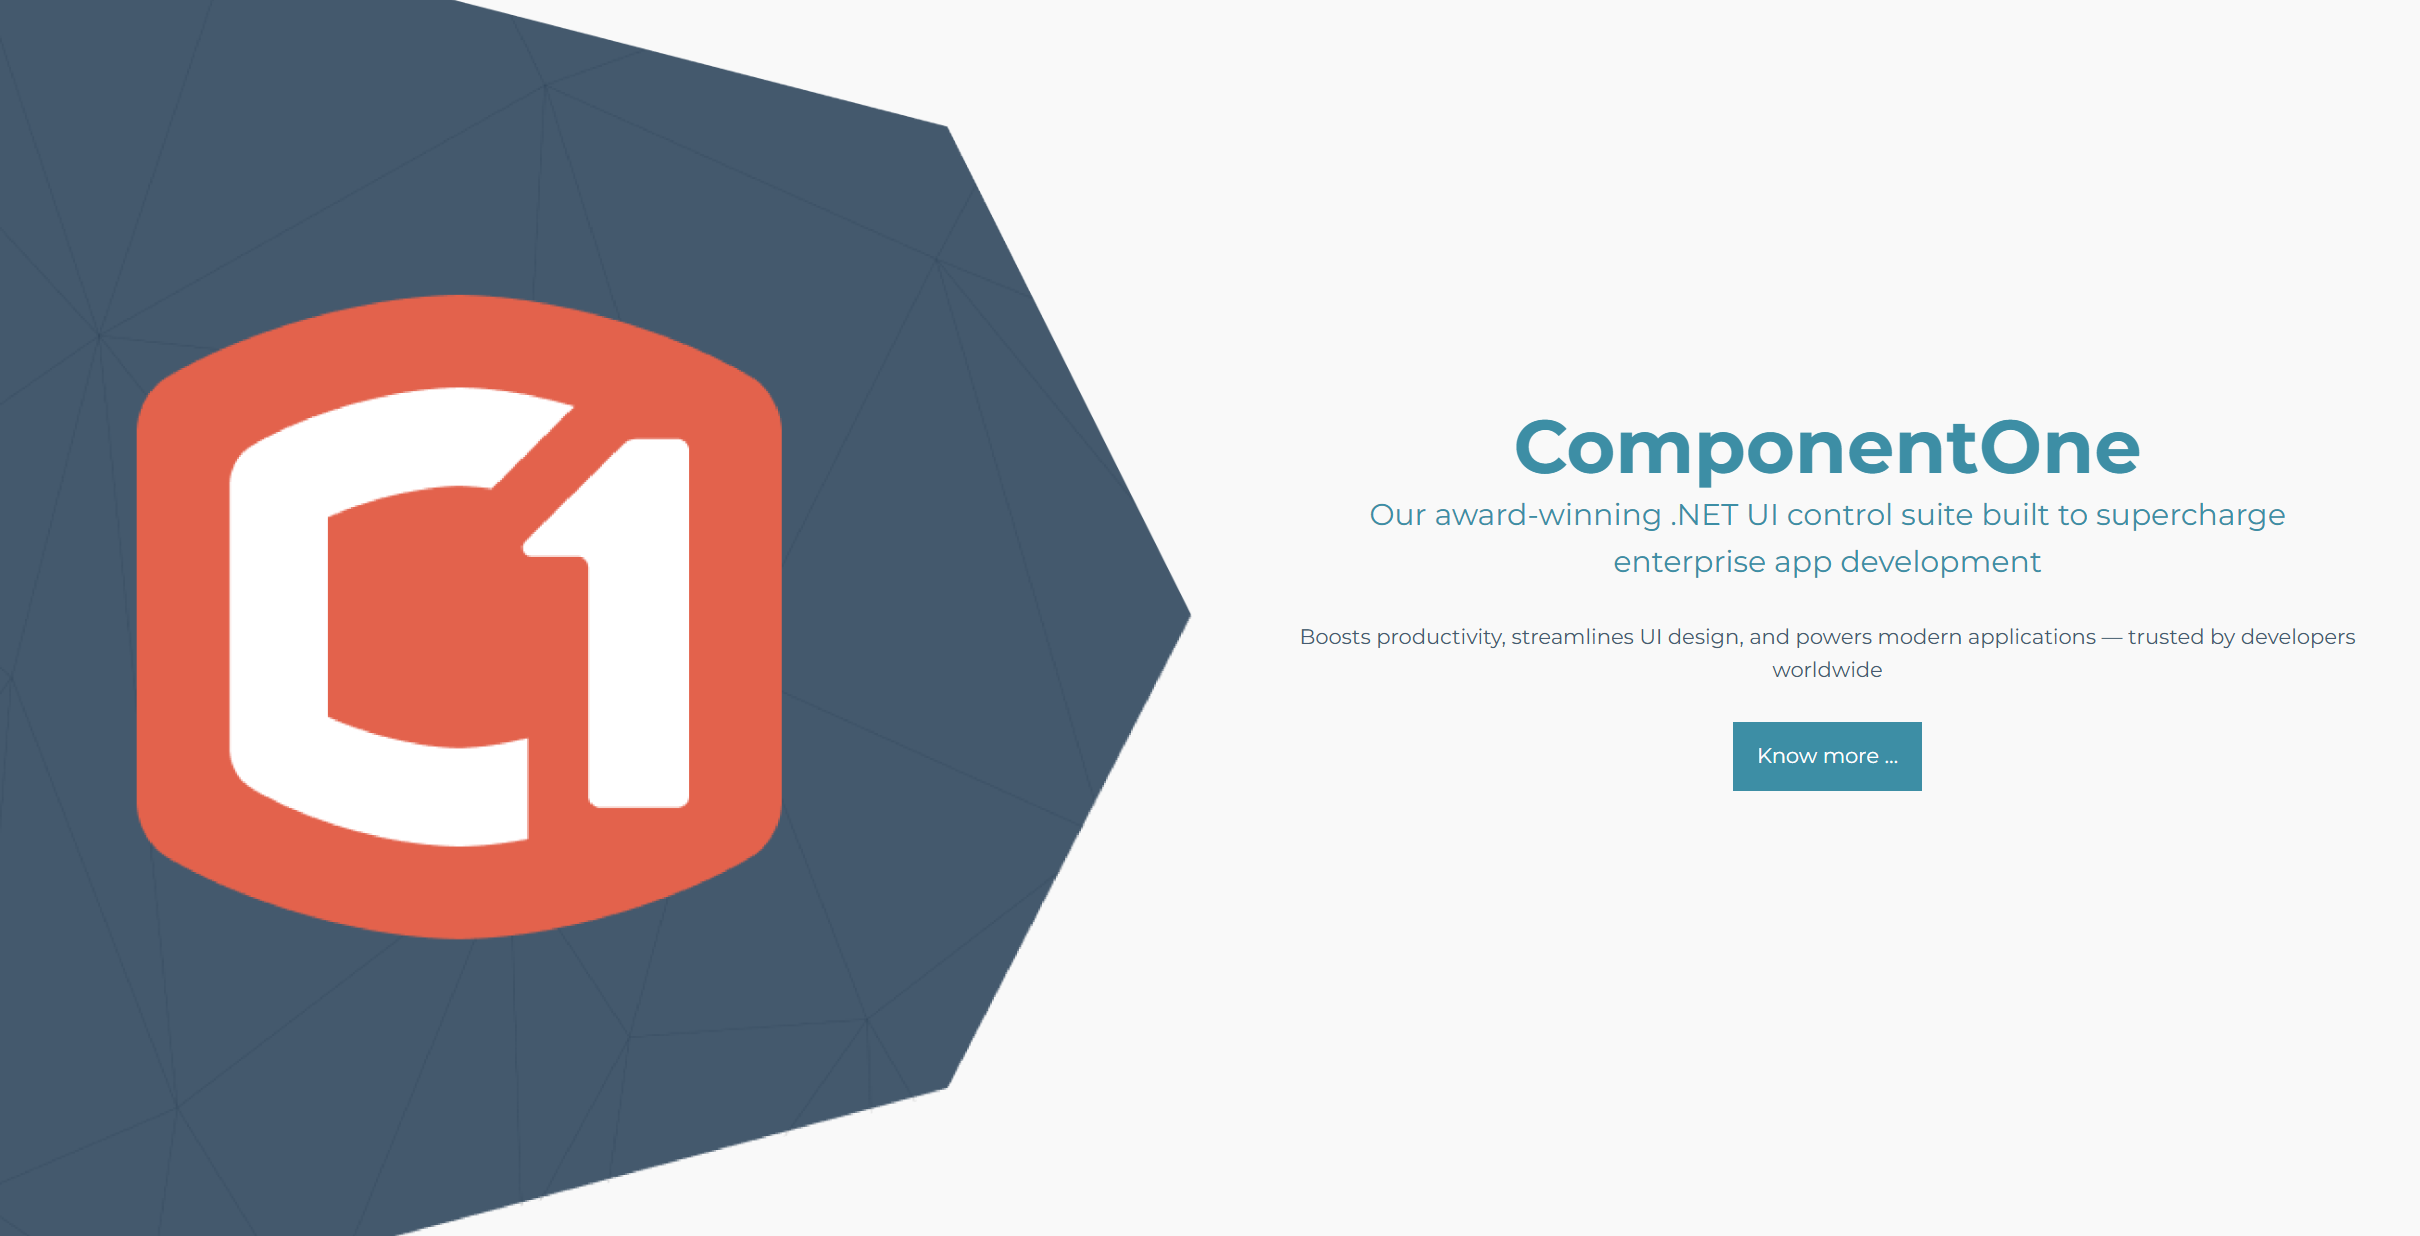 C1
ComponentOne
Our award-winning .NET UI control suite built to supercharge
enterprise app development
Boosts productivity, streamlines UI design, and powers modern applications — trusted by developers
worldwide
Know more ...